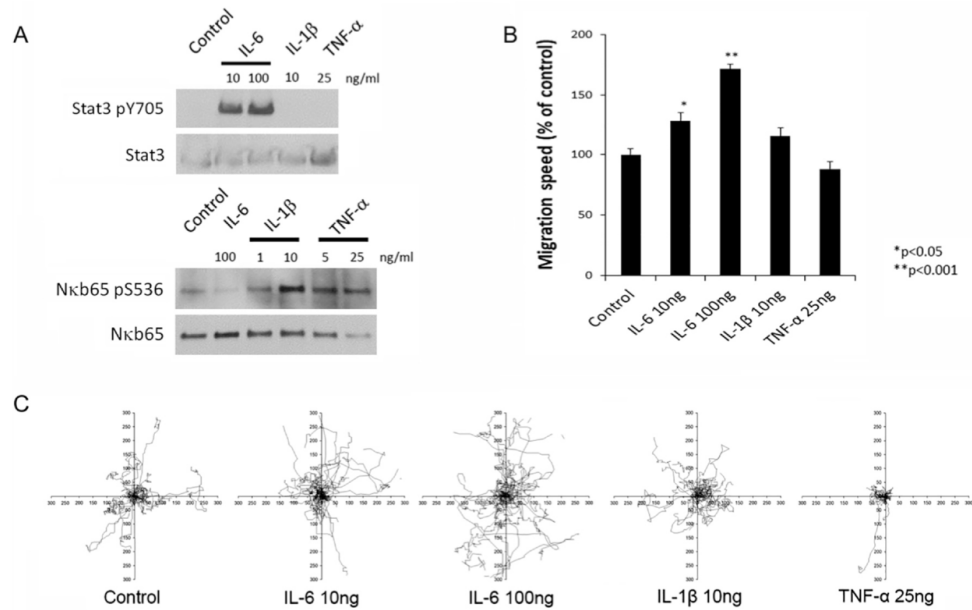 A
Control
IL-6
IL-1β
TNF-α
10 100 10 25 ng/ml
Stat3 pY705
Stat3
Control
IL-6
IL-1β
TNF-α
100 1 10 5 25 ng/ml
Nκb65 pS536
Nκb65
B
Migration speed (% of control)
200
150
100
50
0
*
**
Control
IL-6 10ng
IL-6 100ng
IL-1β 10ng
TNF-α 25ng
*p<0.05
**p<0.001
C
Control
IL-6 10ng
IL-6 100ng
IL-1β 10ng
TNF-α 25ng